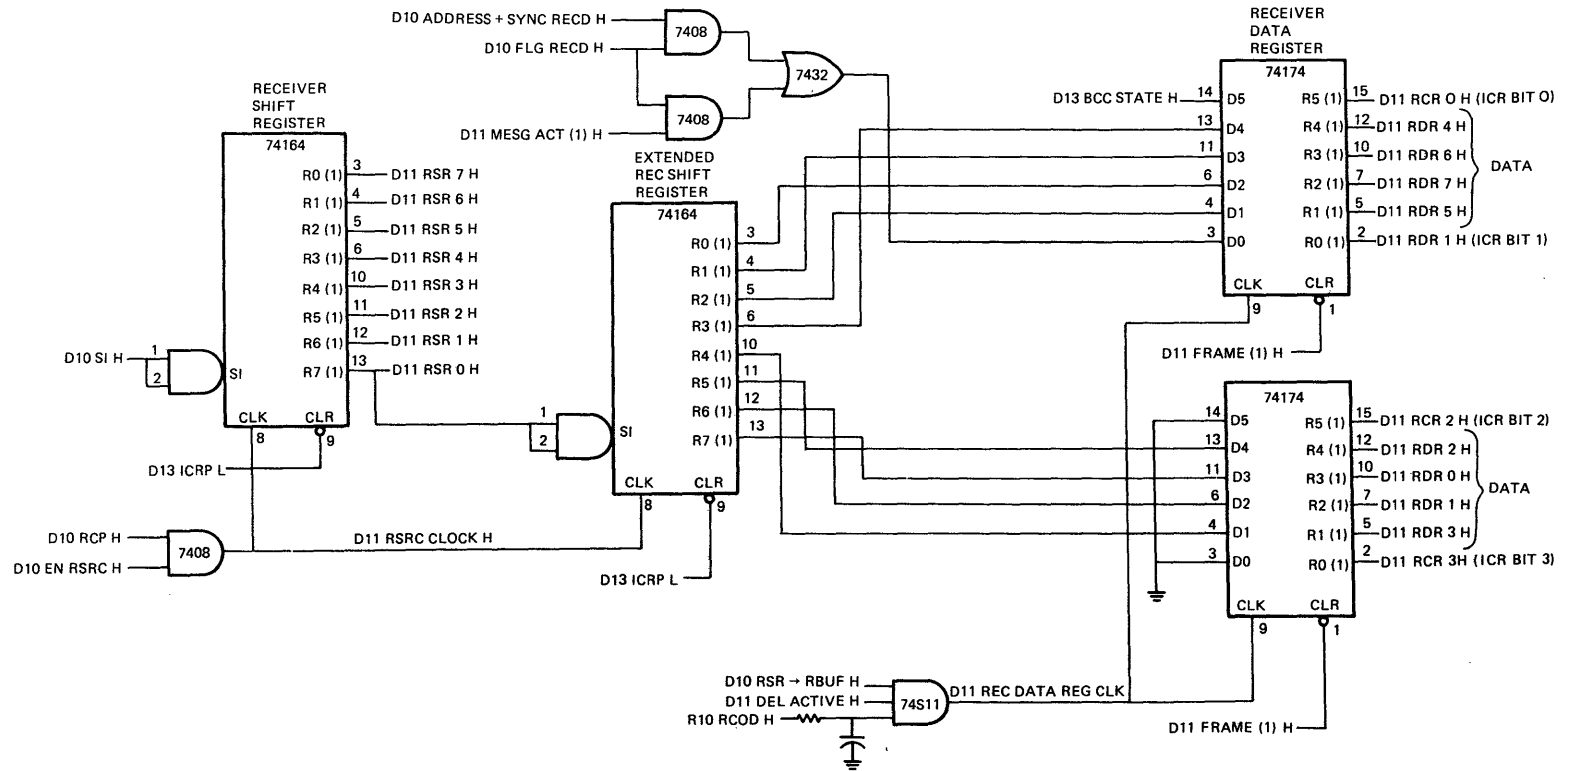 D10 ADDRESS + SYNC RECD H
D10 FLG RECD H
7408
7408
D11 MESG ACT (1) H
7432
RECEIVER
SHIFT
REGISTER
74164
R0 (1) 3 D11 RSR 7 H
R1 (1) 4 D11 RSR 6 H
R2 (1) 5 D11 RSR 5 H
R3 (1) 6 D11 RSR 4 H
R4 (1) 10 D11 RSR 3 H
R5 (1) 11 D11 RSR 2 H
R6 (1) 12 D11 RSR 1 H
R7 (1) 13 D11 RSR 0 H
D10 SI H 1
2
SI
CLK CLR
8 9
D13 ICRP L
D10 RCP H
D10 EN RSRC H
7408
D11 RSRC CLOCK H
EXTENDED
REC SHIFT
REGISTER
74164
R0 (1) 3
R1 (1) 4
R2 (1) 5
R3 (1) 6
R4 (1) 10
R5 (1) 11
R6 (1) 12
R7 (1) 13
1
2
SI
CLK CLR
8 9
D13 ICRP L
RECEIVER
DATA
REGISTER
74174
D13 BCC STATE H 14 D5 R5 (1) 15 D11 RCR O H (ICR BIT O)
13 D4 R4 (1) 12 D11 RDR 4 H
11 D3 R3 (1) 10 D11 RDR 6 H
DATA
6 D2 R2 (1) 7 D11 RDR 7 H
4 D1 R1 (1) 5 D11 RDR 5 H
3 D0 R0 (1) 2 D11 RDR 1 H (ICR BIT 1)
CLK CLR
9 1
D11 FRAME (1) H
74174
14 D5 R5 (1) 15 D11 RCR 2 H (ICR BIT 2)
13 D4 R4 (1) 12 D11 RDR 2 H
11 D3 R3 (1) 10 D11 RDR 0 H
DATA
6 D2 R2 (1) 7 D11 RDR 1 H
4 D1 R1 (1) 5 D11 RDR 3 H
3 D0 R0 (1) 2 D11 RCR 3H (ICR BIT 3)
CLK CLR
9 1
D11 FRAME (1) H
D10 RSR → RBUF H
D11 DEL ACTIVE H
R10 RCOD H
74S11
D11 REC DATA REG CLK